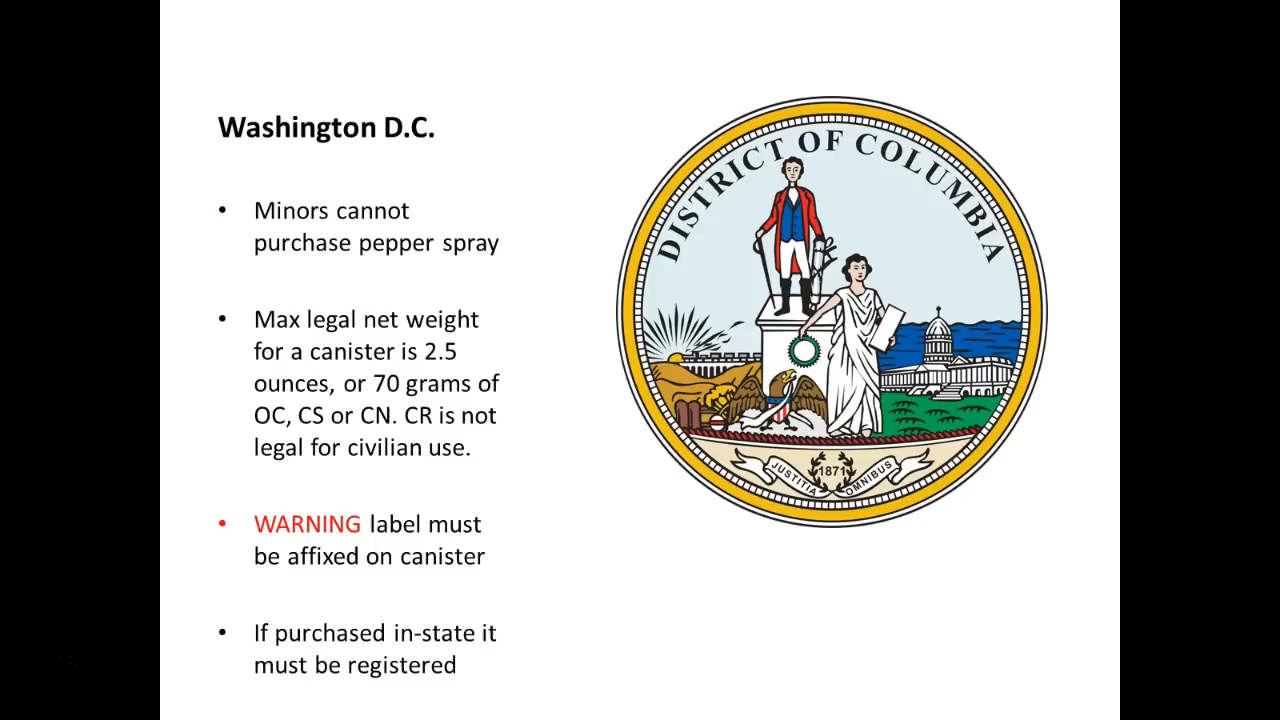 Washington D.C.
• Minors cannot
purchase pepper spray
• Max legal net weight
for a canister is 2.5
ounces, or 70 grams of
OC, CS or CN. CR is not
legal for civilian use.
• WARNING label must
be affixed on canister
• If purchased in-state it
must be registered
DISTRICT OF COLUMBIA
JUSTITIA 1871 OMNIBUS